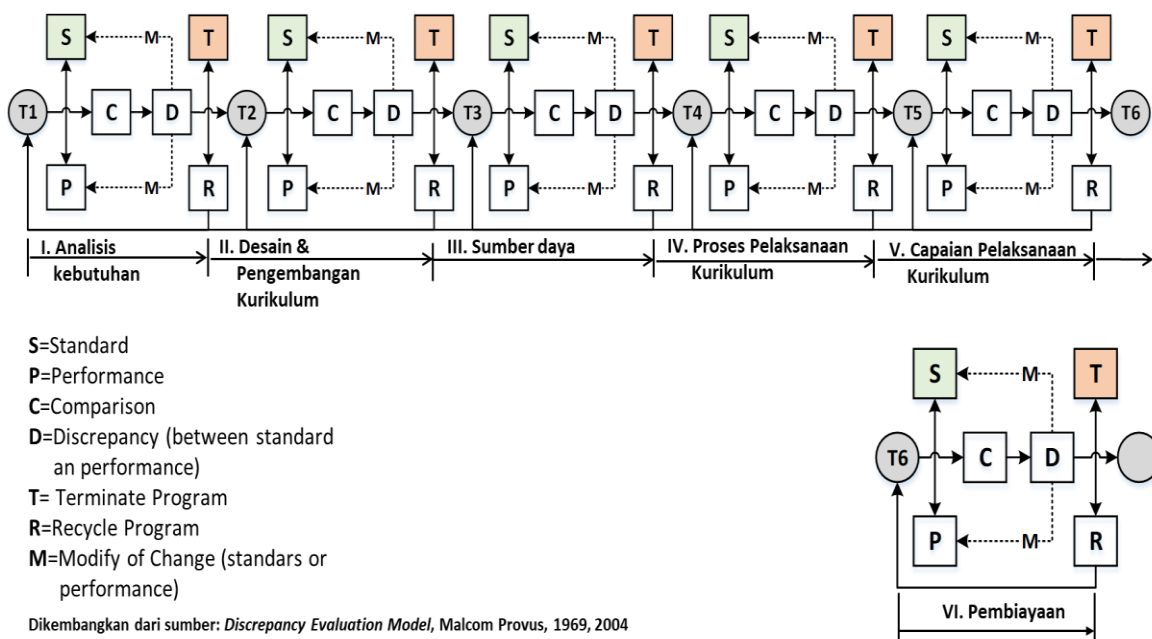 S M T S M T S M T S M T S M T
T1 C D T2 C D T3 C D T4 C D T5 C D T6
P M R P M R P M R P M R P M R
I. Analisis
kebutuhan
II. Desain &
Pengembangan
Kurikulum
III. Sumber daya
IV. Proses Pelaksanaan
Kurikulum
V. Capaian Pelaksanaan
Kurikulum
S=Standard
P=Performance
C=Comparison
D=Discrepancy (between standard
an performance)
T= Terminate Program
R=Recycle Program
M=Modify of Change (standars or
performance)
Dikembangkan dari sumber: Discrepancy Evaluation Model, Malcom Provus, 1969, 2004
S M T
T6 C D
P M R
VI. Pembiayaan